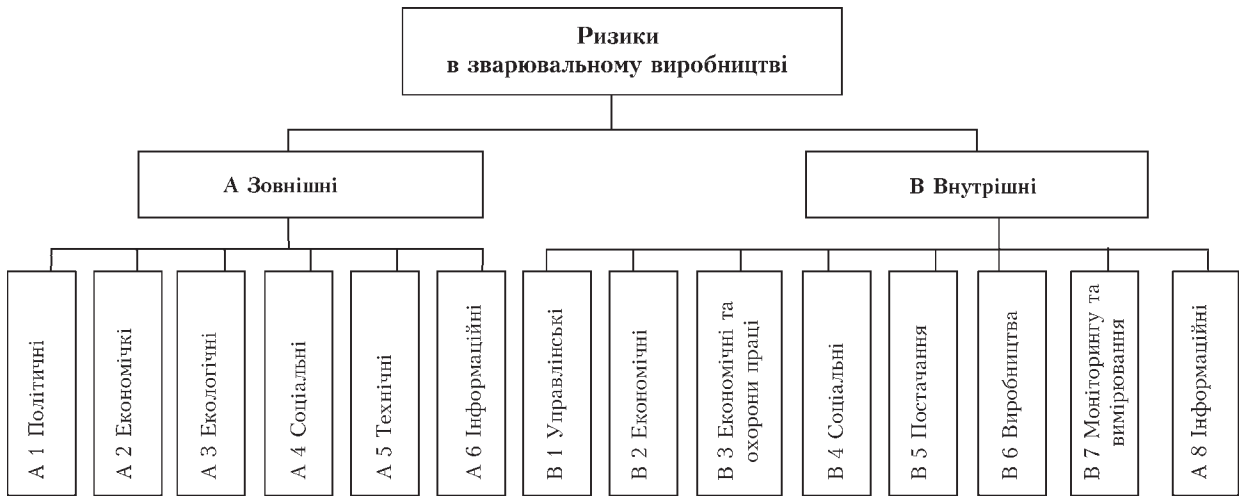 Ризики
в зварювальному виробництві
А Зовнішні
В Внутрішні
А 1 Політичні
А 2 Економічкі
А 3 Екологічні
А 4 Соціальні
А 5 Технічні
А 6 Інформаційні
В 1 Управлінські
В 2 Економічні
В 3 Економічні та
охорони праці
В 4 Соціальні
В 5 Постачання
В 6 Виробництва
В 7 Моніторингу та
вимірювання
А 8 Інформаційні